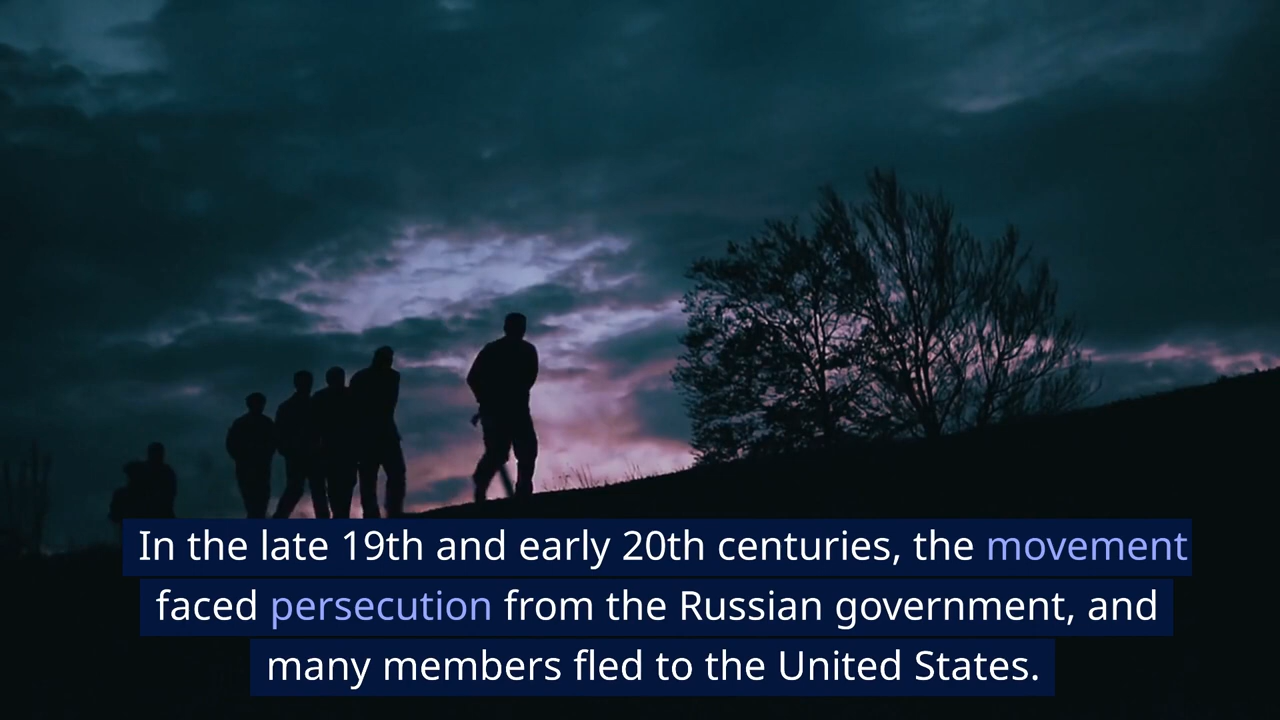 In the late 19th and early 20th centuries, the movement
faced persecution from the Russian government, and
many members fled to the United States.